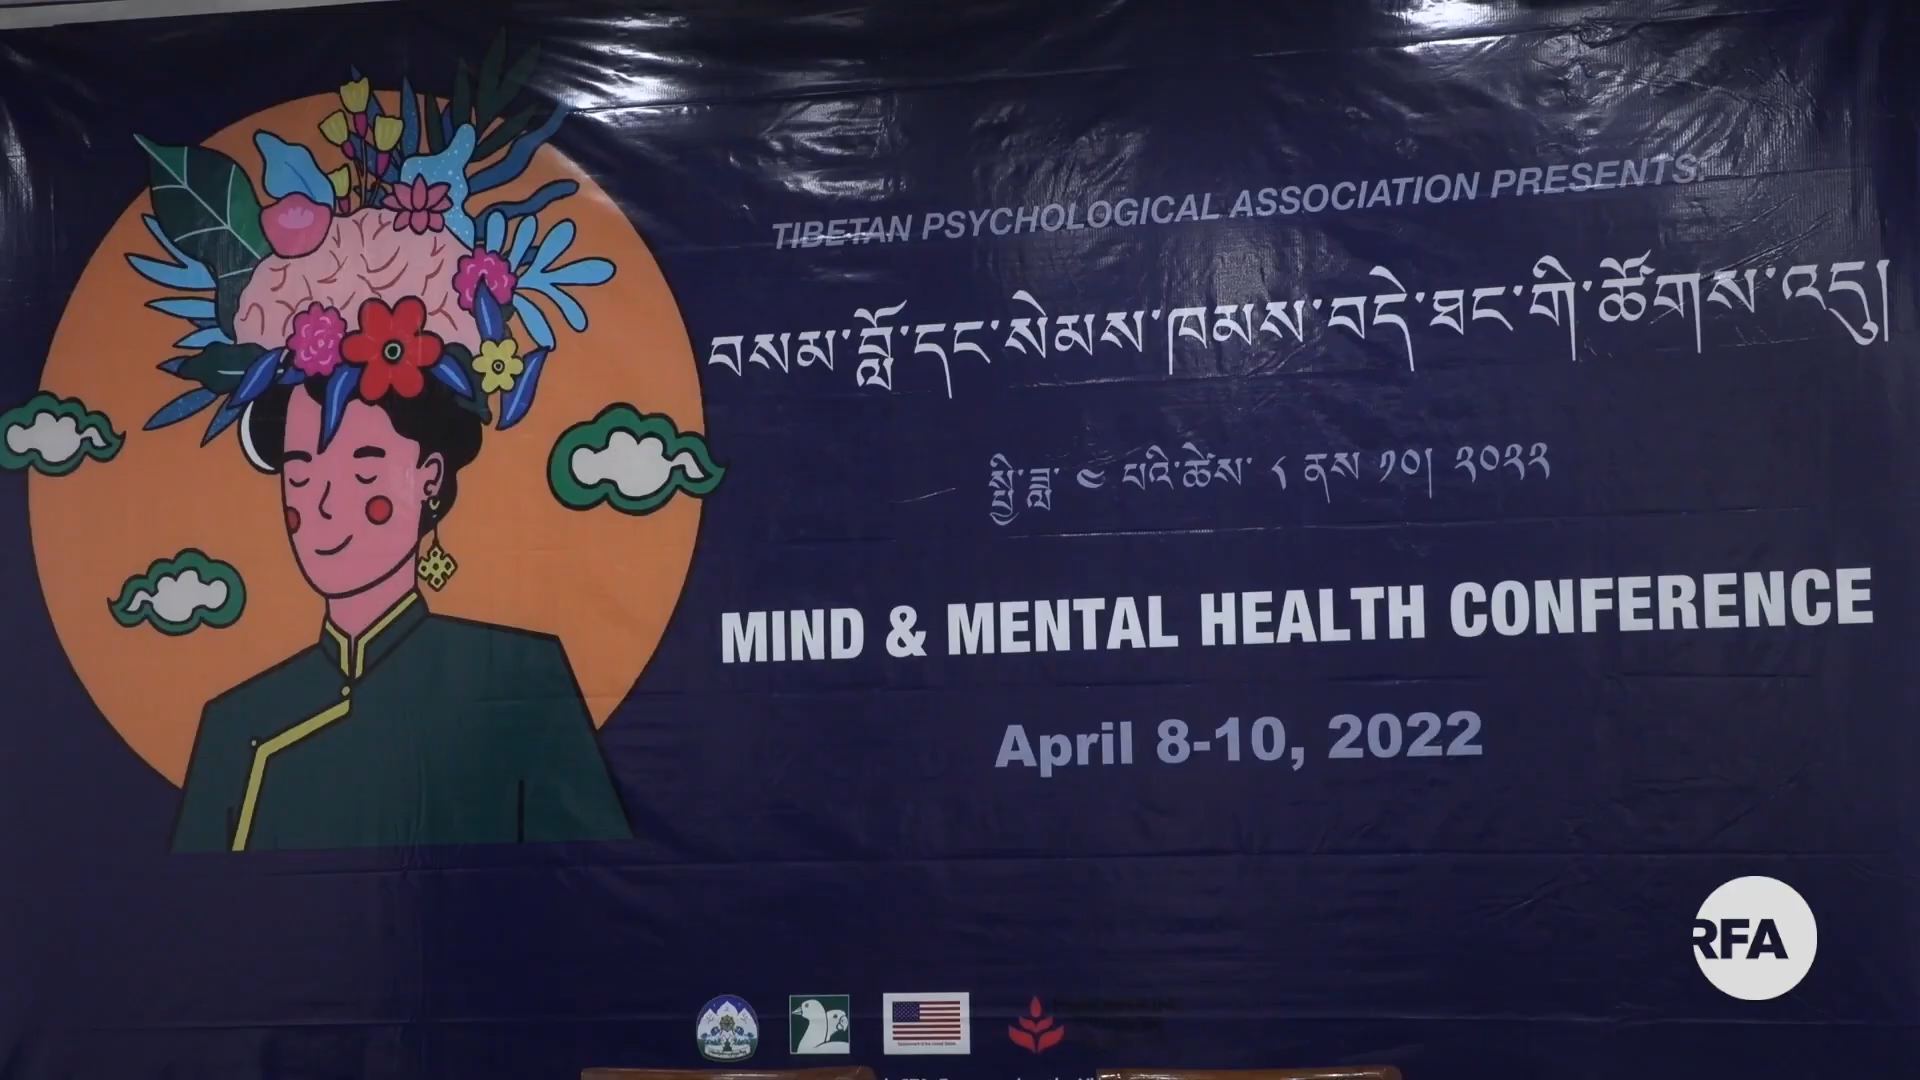 TIBETAN PSYCHOLOGICAL ASSOCIATION PRESENTS:
བསམ་བློ་དང་སེམས་ཁམས་བདེ་ཐང་གི་ཚོགས་འདུ།
སྤྱི་ཟླ་ ༤ པའི་ཚེས་ ༨ ནས་ ༡༠། ༢༠༢༢
MIND & MENTAL HEALTH CONFERENCE
April 8-10, 2022
RFA